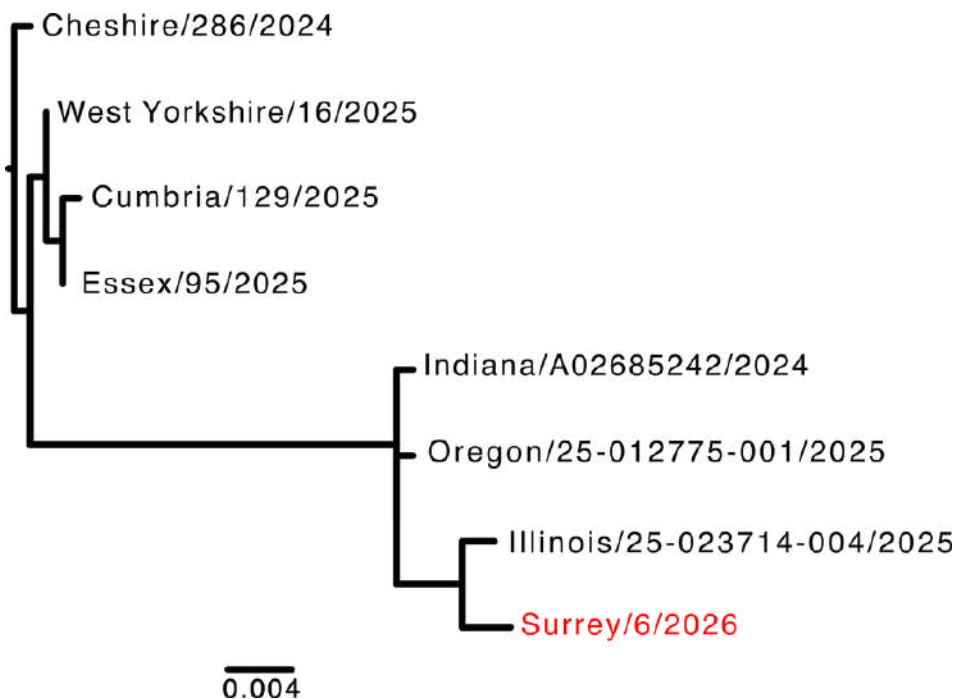 Cheshire/286/2024
West Yorkshire/16/2025
Cumbria/129/2025
Essex/95/2025
Indiana/A02685242/2024
Oregon/25-012775-001/2025
Illinois/25-023714-004/2025
Surrey/6/2026
0.004